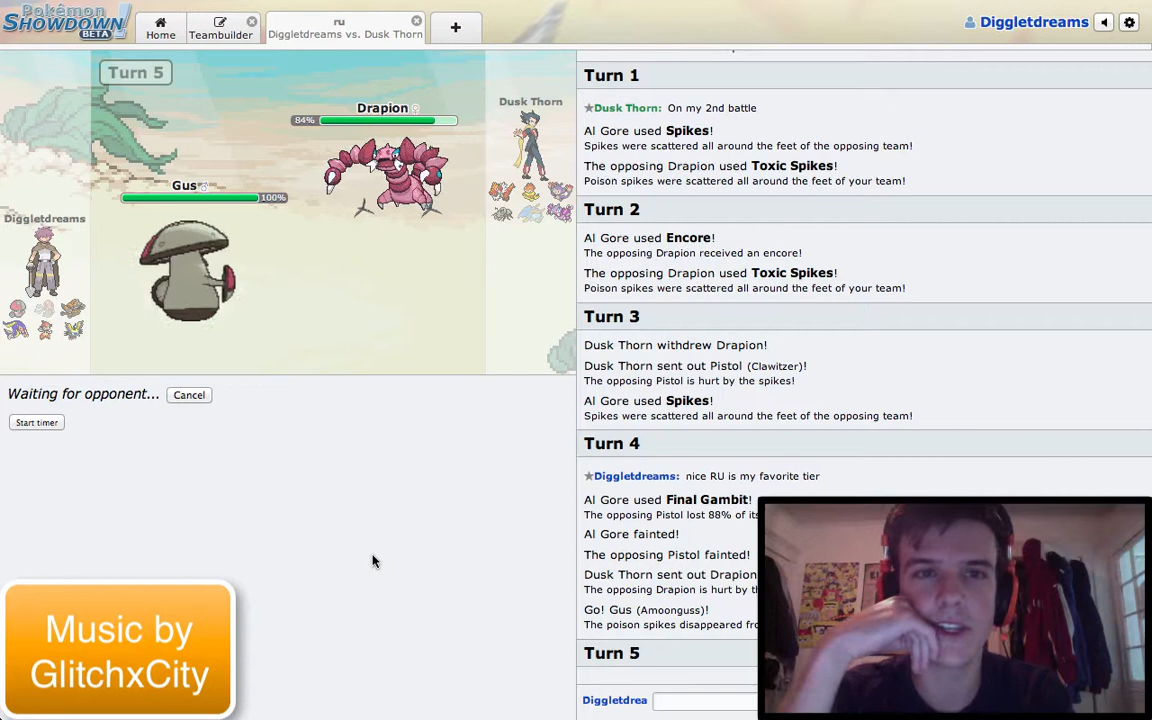 Pokémon
SHOWDOWN!
BETA
Home
Teambuilder
ru
Diggletdreams vs. Dusk Thorn
+
Diggletdreams
Turn 5
Drapion
84%
Gus
100%
Dusk Thorn
Diggletdreams
Waiting for opponent...
Cancel
Start timer
Turn 1
★Dusk Thorn: On my 2nd battle
Al Gore used Spikes!
Spikes were scattered all around the feet of the opposing team!
The opposing Drapion used Toxic Spikes!
Poison spikes were scattered all around the feet of your team!
Turn 2
Al Gore used Encore!
The opposing Drapion received an encore!
The opposing Drapion used Toxic Spikes!
Poison spikes were scattered all around the feet of your team!
Turn 3
Dusk Thorn withdrew Drapion!
Dusk Thorn sent out Pistol (Clawitzer)!
The opposing Pistol is hurt by the spikes!
Al Gore used Spikes!
Spikes were scattered all around the feet of the opposing team!
Turn 4
★Diggletdreams: nice RU is my favorite tier
Al Gore used Final Gambit!
The opposing Pistol lost 88% of its
Al Gore fainted!
The opposing Pistol fainted!
Dusk Thorn sent out Drapion
The opposing Drapion is hurt by th
Go! Gus (Amoonguss)!
The poison spikes disappeared fro
Turn 5
Diggletdrea
Music by
GlitchxCity